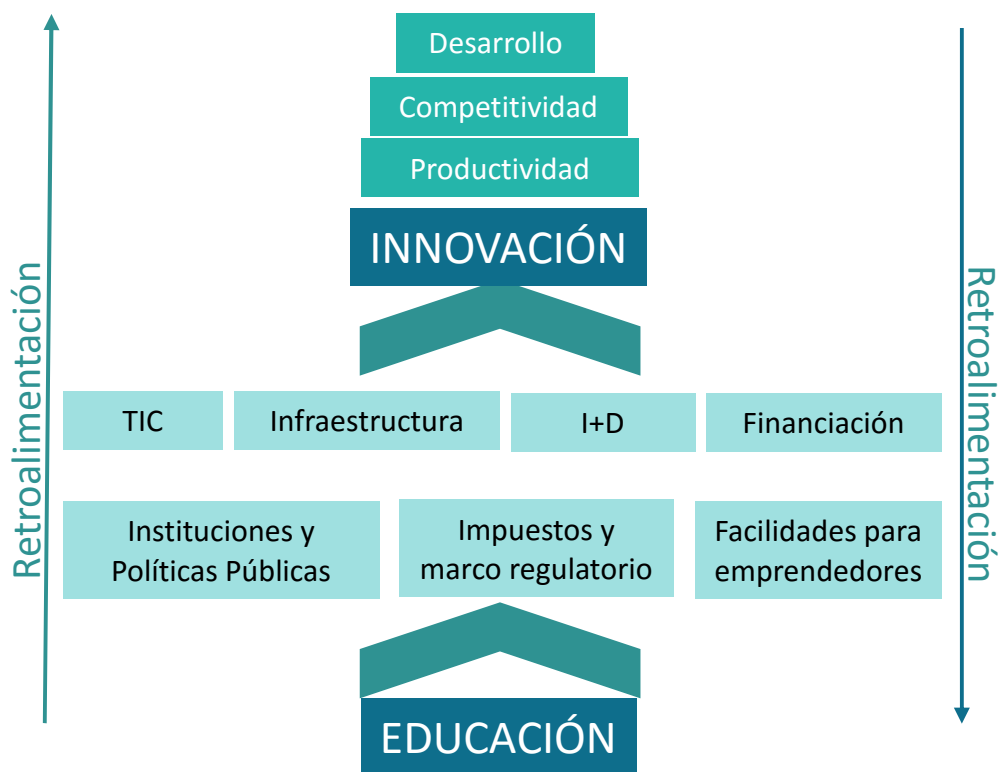 Desarrollo
Competitividad
Productividad
INNOVACIÓN
Retroalimentación
Retroalimentación
TIC
Infraestructura
I+D
Financiación
Instituciones y
Políticas Públicas
Impuestos y
marco regulatorio
Facilidades para
emprendedores
EDUCACIÓN